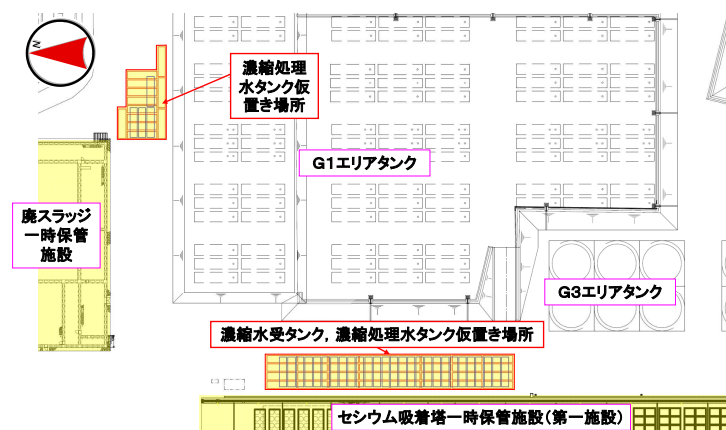 N
濃縮処理
水タンク仮
置き場所
G1エリアタンク
廃スラッジ
一時保管
施設
G3エリアタンク
濃縮水受タンク，濃縮処理水タンク仮置き場所
セシウム吸着塔一時保管施設（第一施設）